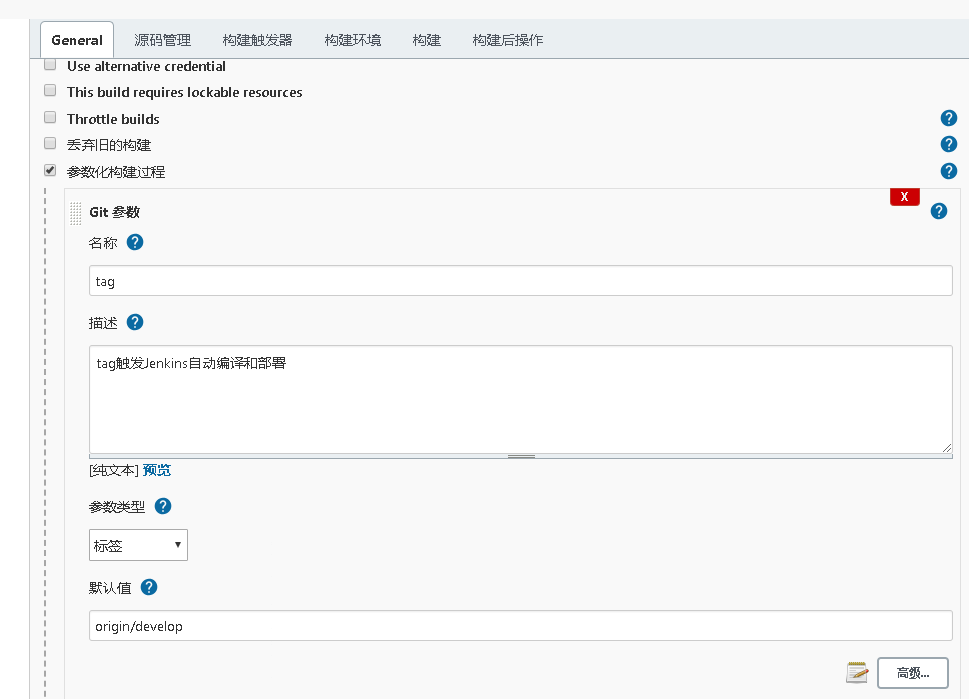 General 源码管理 构建触发器 构建环境 构建 构建后操作
Use alternative credential
This build requires lockable resources
Throttle builds ?
丢弃旧的构建 ?
参数化构建过程 ?
X
Git 参数 ?
名称 ?
tag
描述 ?
tag触发Jenkins自动编译和部署
[纯文本] 预览
参数类型 ?
标签
默认值 ?
origin/develop
高级...